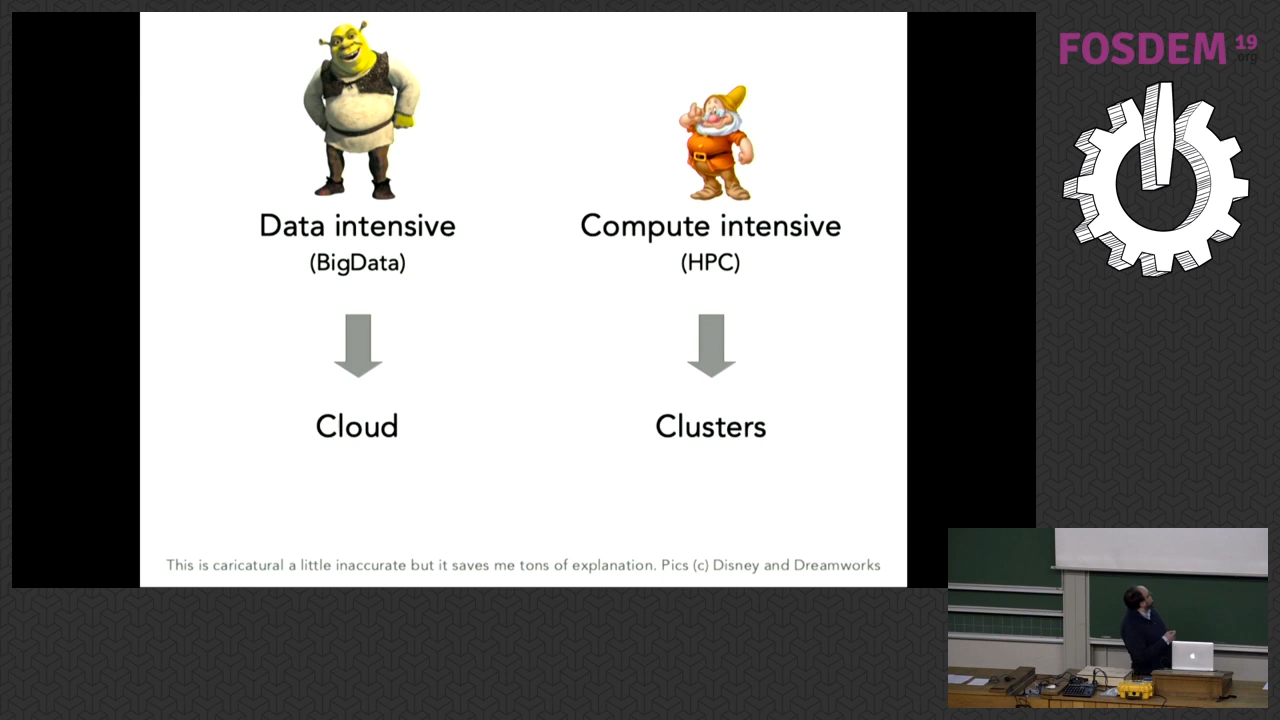 Data intensive
(BigData)
Compute intensive
(HPC)
Cloud
Clusters
This is caricatural a little inaccurate but it saves me tons of explanation. Pics (c) Disney and Dreamworks
FOSDEM 19
.org